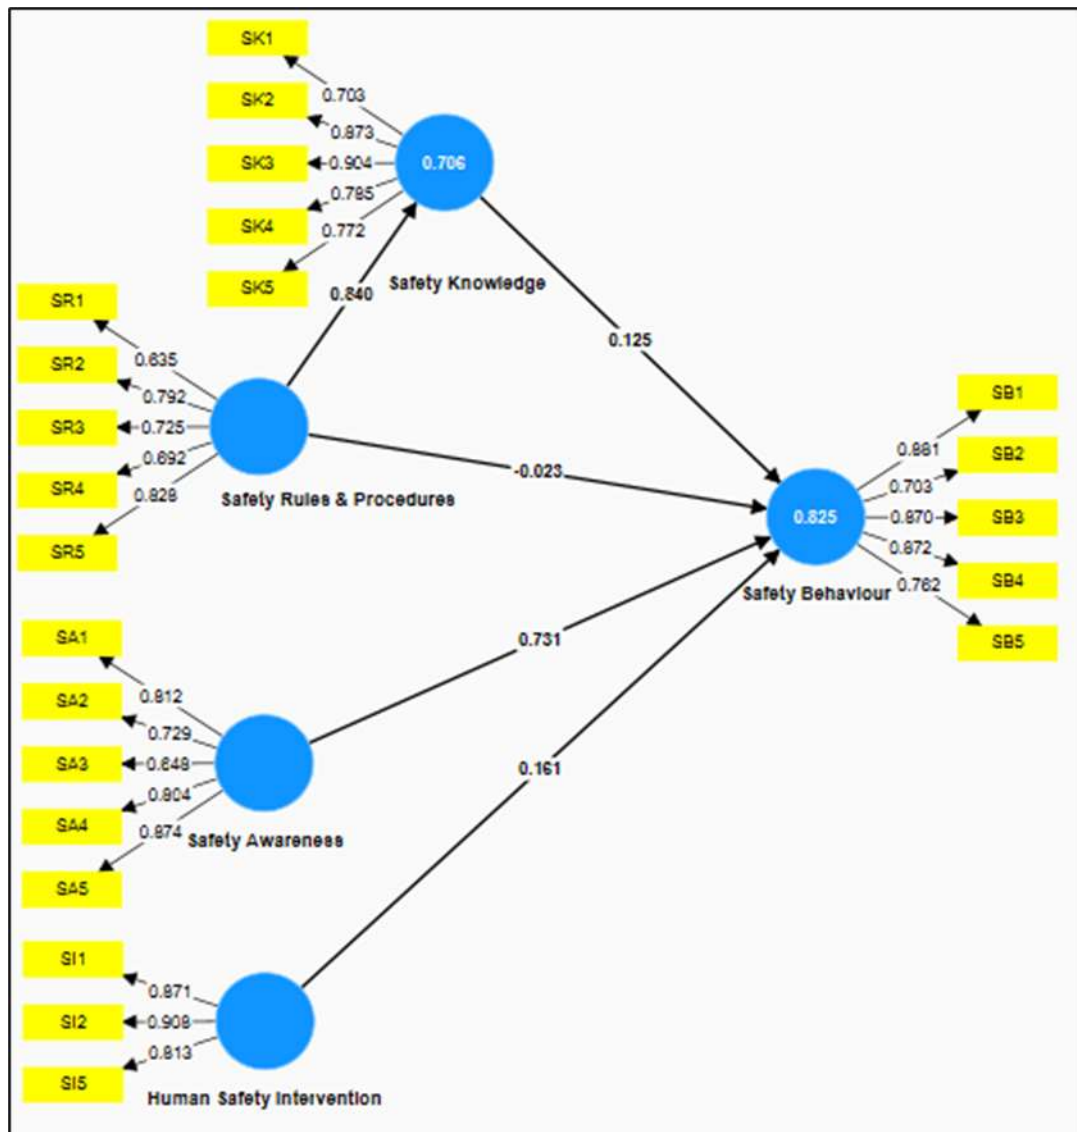 SK1
0.703
SK2
0.873
SK3
0.904
SK4
0.785
SK5
0.772
0.706
Safety Knowledge
0.840
0.125
SR1
0.635
SR2
0.792
SR3
0.725
SR4
0.692
SR5
0.828
Safety Rules & Procedures
-0.023
SB1
0.881
SB2
0.703
SB3
0.870
SB4
0.872
SB5
0.762
0.825
Safety Behaviour
SA1
0.812
SA2
0.729
SA3
0.848
SA4
0.804
SA5
0.874
Safety Awareness
0.731
0.161
SI1
0.871
SI2
0.908
SI5
0.813
Human Safety Intervention